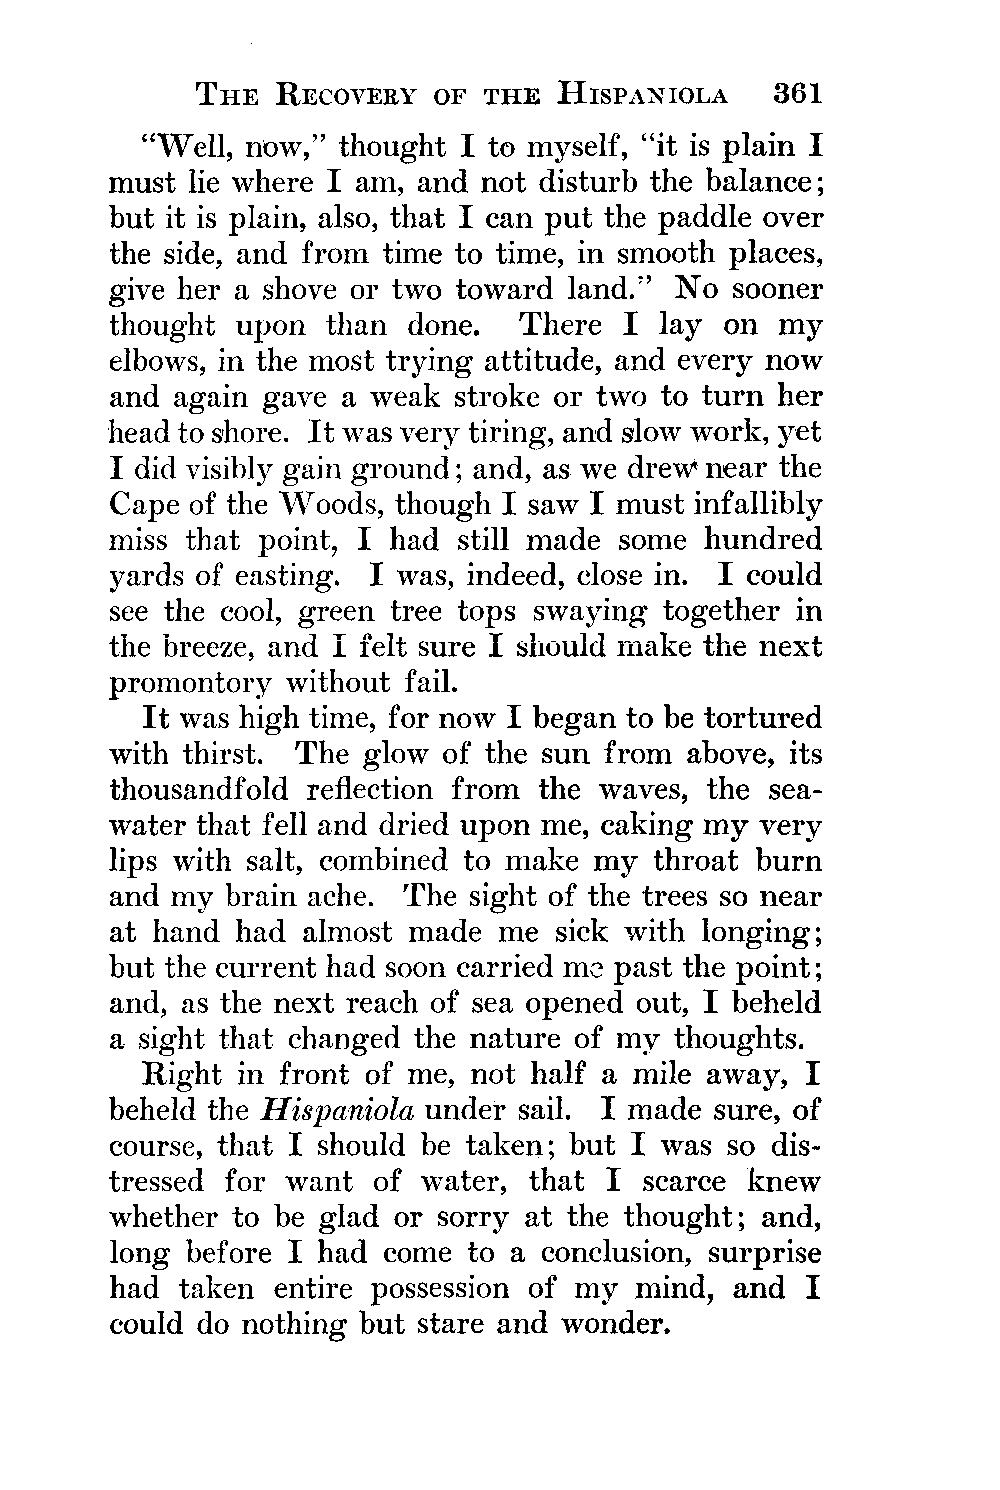 THE RECOVERY OF THE HISPANIOLA 361
“Well, now,” thought I to myself, “it is plain I
must lie where I am, and not disturb the balance;
but it is plain, also, that I can put the paddle over
the side, and from time to time, in smooth places,
give her a shove or two toward land.” No sooner
thought upon than done. There I lay on my
elbows, in the most trying attitude, and every now
and again gave a weak stroke or two to turn her
head to shore. It was very tiring, and slow work, yet
I did visibly gain ground; and, as we drew near the
Cape of the Woods, though I saw I must infallibly
miss that point, I had still made some hundred
yards of easting. I was, indeed, close in. I could
see the cool, green tree tops swaying together in
the breeze, and I felt sure I should make the next
promontory without fail.
It was high time, for now I began to be tortured
with thirst. The glow of the sun from above, its
thousandfold reflection from the waves, the sea-
water that fell and dried upon me, caking my very
lips with salt, combined to make my throat burn
and my brain ache. The sight of the trees so near
at hand had almost made me sick with longing;
but the current had soon carried me past the point;
and, as the next reach of sea opened out, I beheld
a sight that changed the nature of my thoughts.
Right in front of me, not half a mile away, I
beheld the Hispaniola under sail. I made sure, of
course, that I should be taken; but I was so dis-
tressed for want of water, that I scarce knew
whether to be glad or sorry at the thought; and,
long before I had come to a conclusion, surprise
had taken entire possession of my mind, and I
could do nothing but stare and wonder.